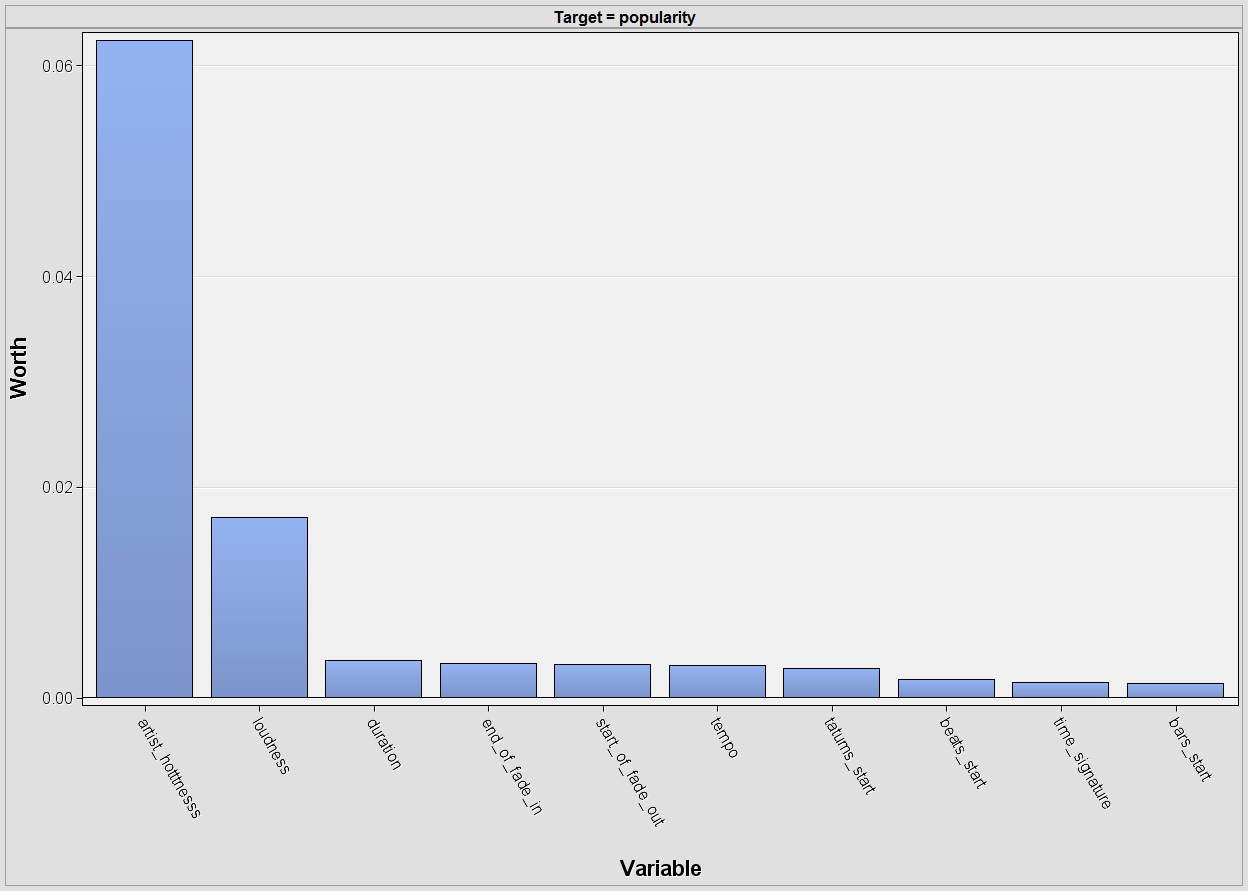 Target = popularity
Worth
0.06
0.04
0.02
0.00
artist_hotttnesss
loudness
duration
end_of_fade_in
start_of_fade_out
tempo
tatums_start
beats_start
time_signature
bars_start
Variable